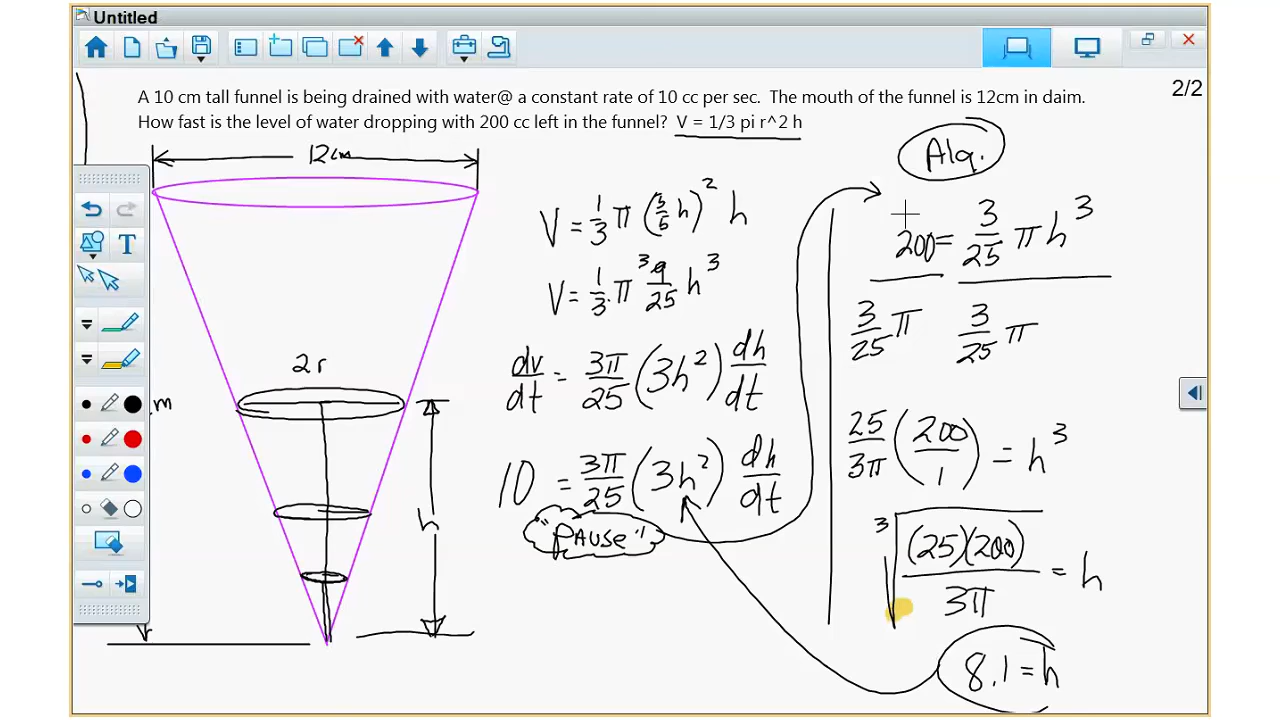 Untitled
2/2
A 10 cm tall funnel is being drained with water@ a constant rate of 10 cc per sec. The mouth of the funnel is 12cm in daim.
How fast is the level of water dropping with 200 cc left in the funnel? V = 1/3 pi r^2 h
12cm
T
m
2r
h
V = 1/3 π (3/6 h)^2 h
V = 1/3 · π 3 9/25 h^3
dv/dt = 3π/25 (3h^2) dh/dt
10 = 3π/25 (3h^2) dh/dt
"PAUSE"
Alg.
200 = 3/25 π h^3
3/25 π 3/25 π
25/3π (200/1) = h^3
3√((25)(200)/3π) = h
8.1 = h